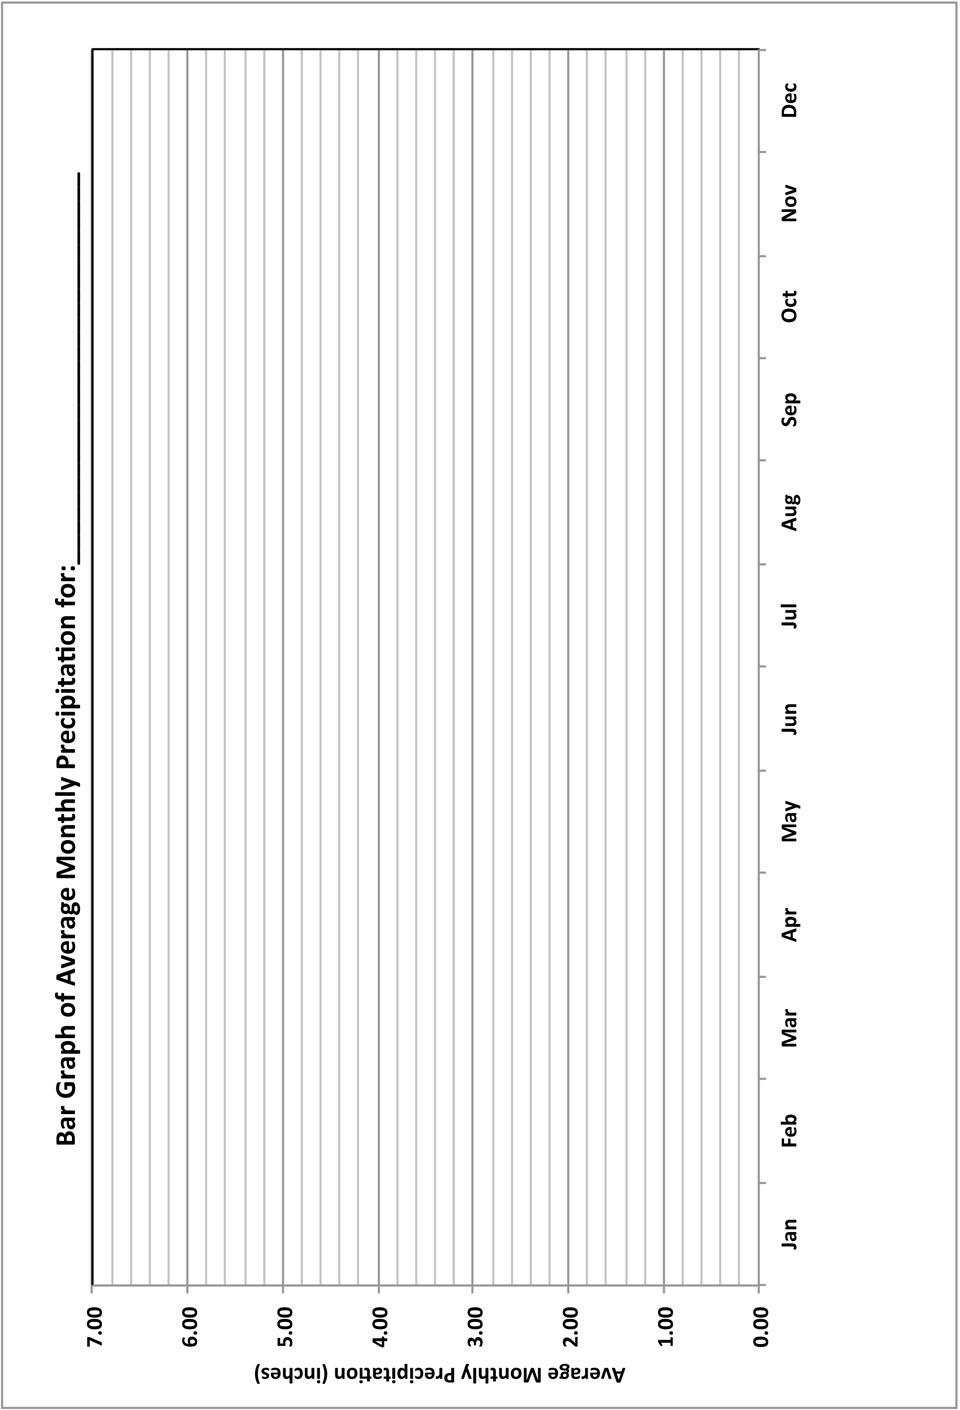 Bar Graph of Average Monthly Precipitation for:
Average Monthly Precipitation (inches)
7.00
6.00
5.00
4.00
3.00
2.00
1.00
0.00
Jan Feb Mar Apr May Jun Jul Aug Sep Oct Nov Dec